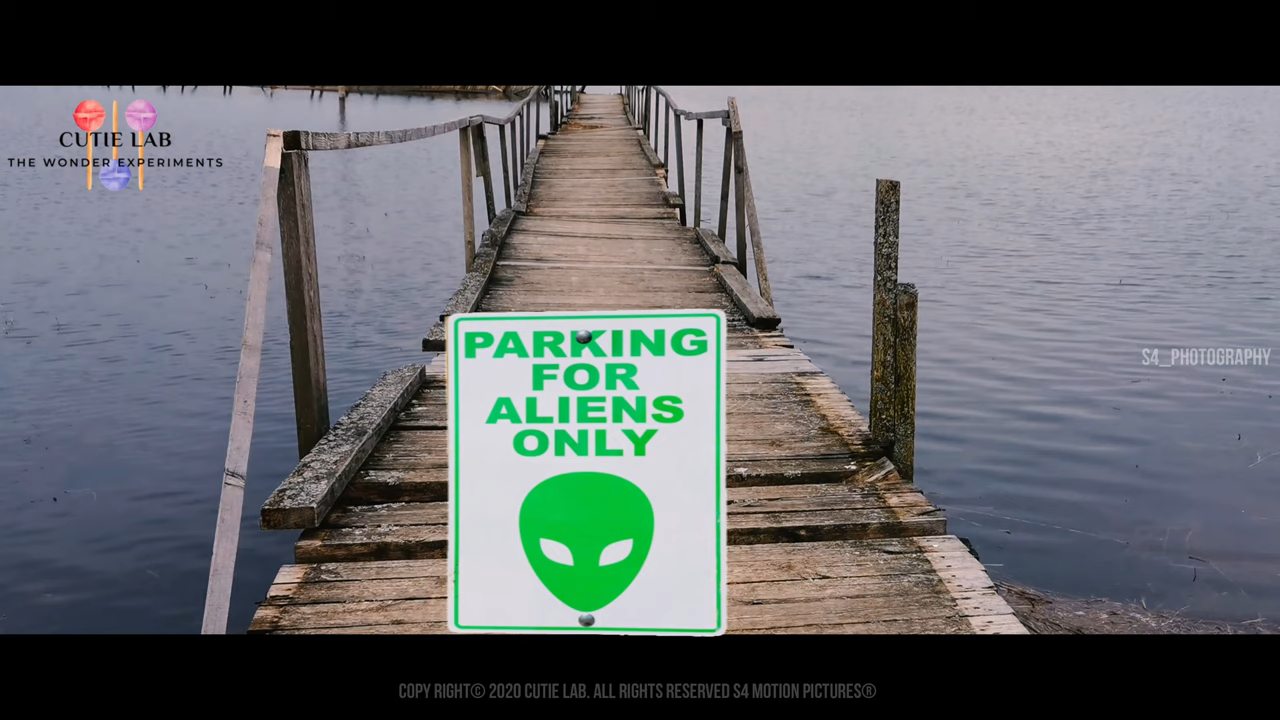 CUTIE LAB
THE WONDER EXPERIMENTS
PARKING
FOR
ALIENS
ONLY
S4_PHOTOGRAPHY
COPY RIGHT© 2020 CUTIE LAB. ALL RIGHTS RESERVED S4 MOTION PICTURES®